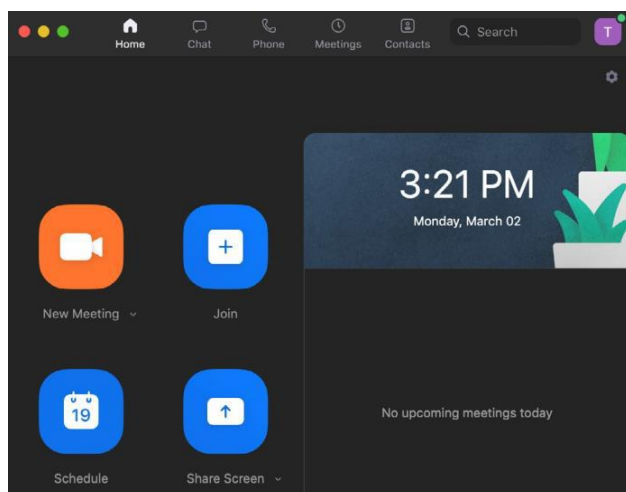 Home
Chat
Phone
Meetings
Contacts
Search
T
3:21 PM
Monday, March 02
New Meeting
Join
19
Schedule
Share Screen
No upcoming meetings today